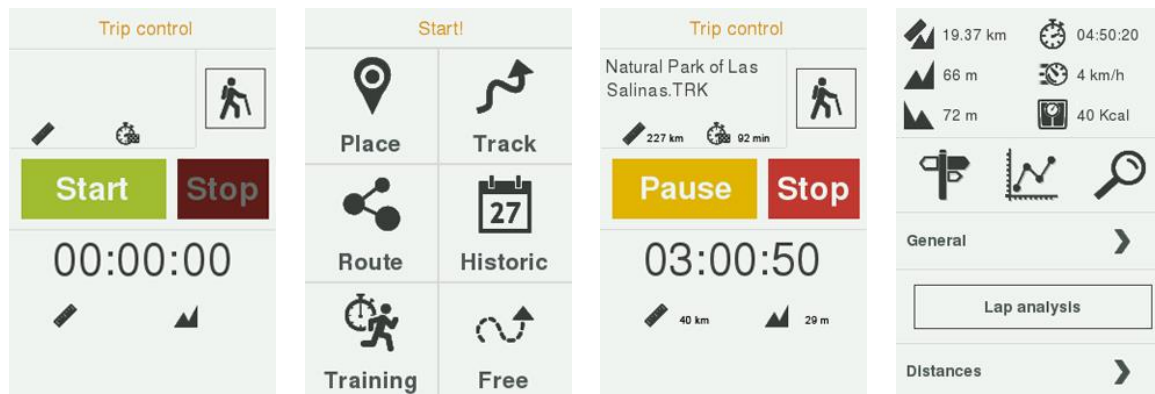 Trip control
Start Stop
00:00:00
Start!
Place Track
Route 27 Historic
Training Free
Trip control
Natural Park of Las
Salinas.TRK
227 km 92 min
Pause Stop
03:00:50
40 km 29 m
19.37 km 04:50:20
66 m 4 km/h
72 m 40 Kcal
General
Lap analysis
Distances